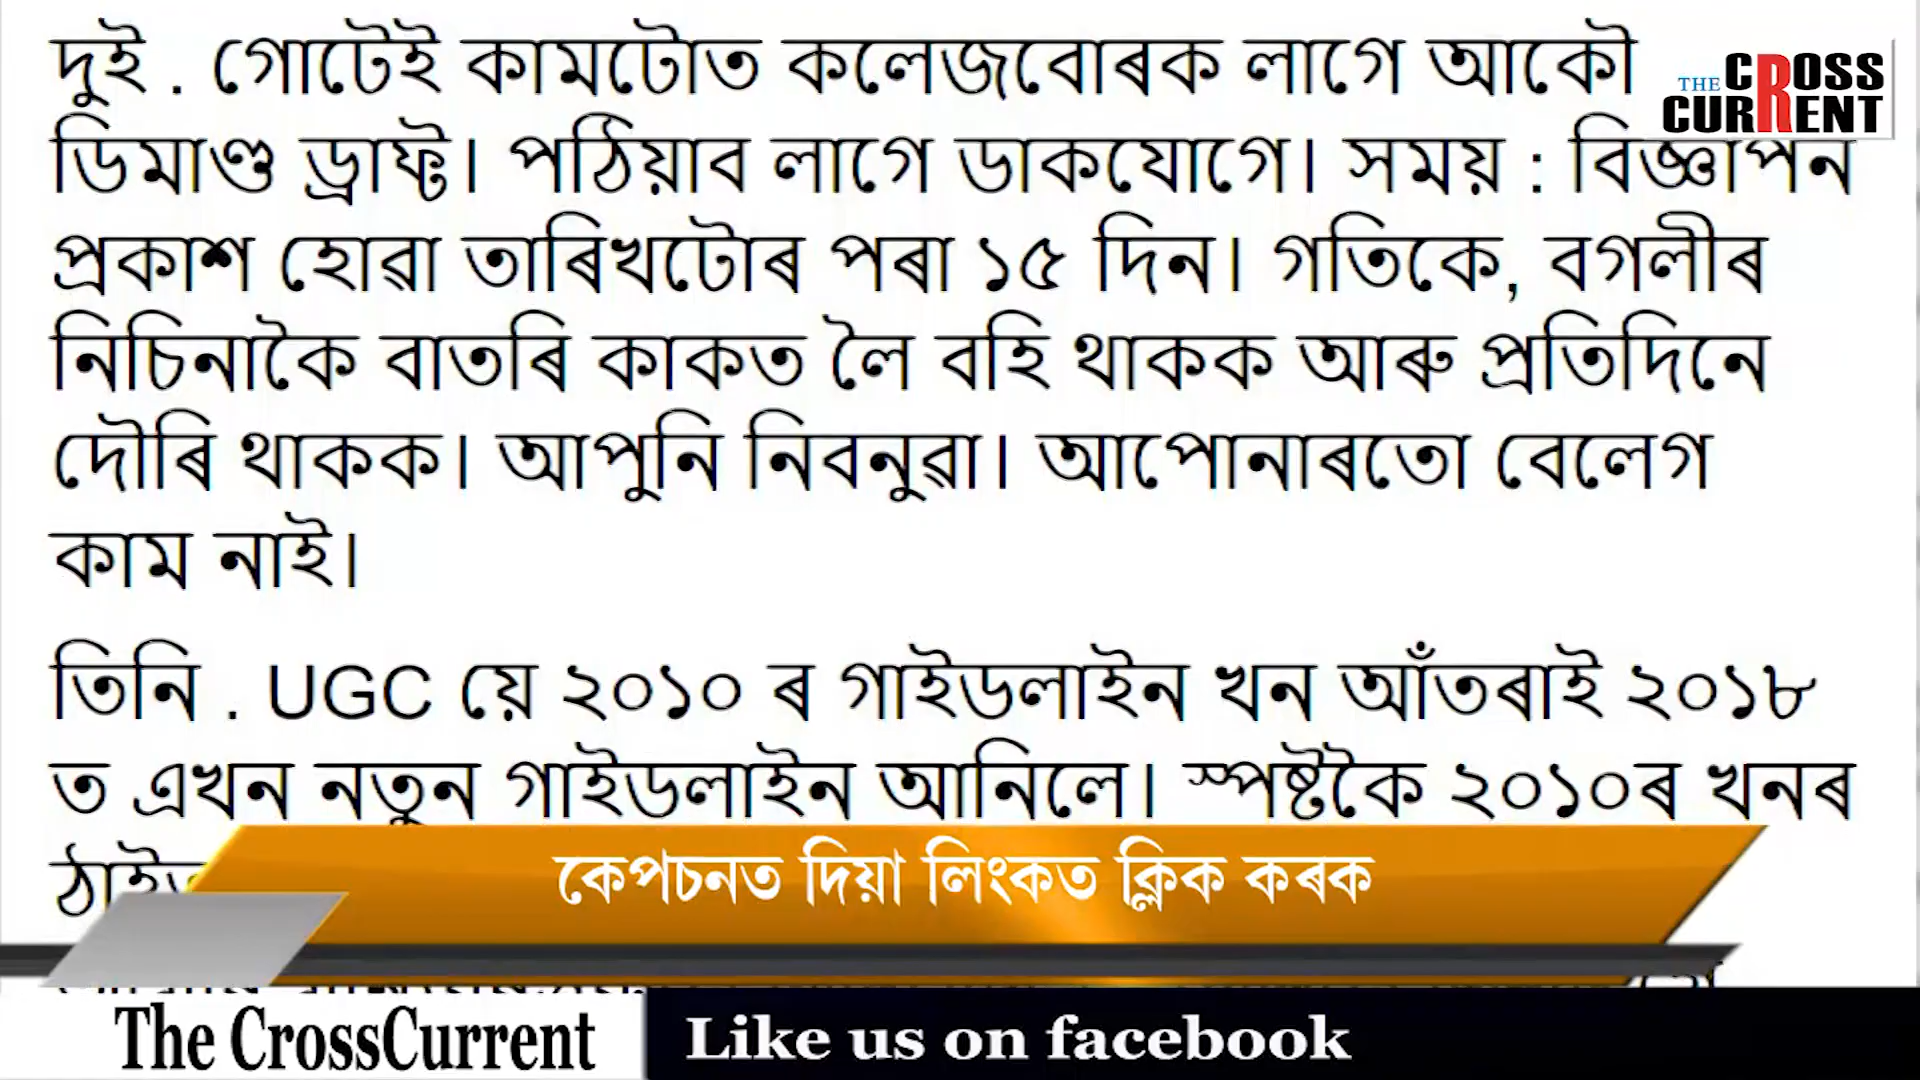 দুই . গোটেই কামটোত কলেজবোৰক লাগে আকৌ
THE CROSS
CURRENT
ডিমাণ্ড ড্ৰাফ্ট। পঠিয়াব লাগে ডাকযোগে। সময় : বিজ্ঞাপন
প্ৰকাশ হোৱা তাৰিখটোৰ পৰা ১৫ দিন। গতিকে, বগলীৰ
নিচিনাকৈ বাতৰি কাকত লৈ বহি থাকক আৰু প্ৰতিদিনে
দৌৰি থাকক। আপুনি নিবনুৱা। আপোনাৰতো বেলেগ
কাম নাই।
তিনি . UGC য়ে ২০১০ ৰ গাইডলাইন খন আঁতৰাই ২০১৮
ত এখন নতুন গাইডলাইন আনিলে। স্পষ্টকৈ ২০১০ৰ খনৰ
কেপচনত দিয়া লিংকত ক্লিক কৰক
The CrossCurrent
Like us on facebook